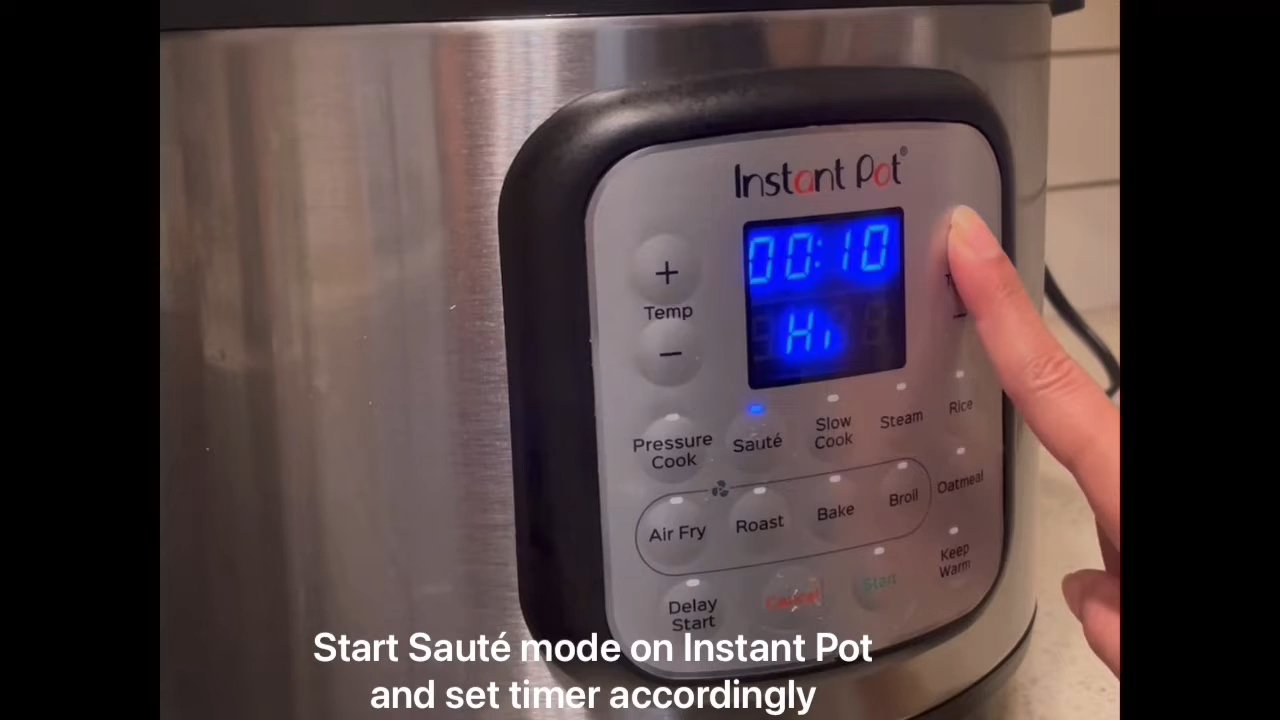 Instant Pot®
00:10
Hi
+
Temp
−
Pressure Cook
Sauté
Slow Cook
Steam
Rice
Air Fry
Roast
Bake
Broil
Oatmeal
Delay Start
Cancel
Start
Keep Warm
Start Sauté mode on Instant Pot
and set timer accordingly